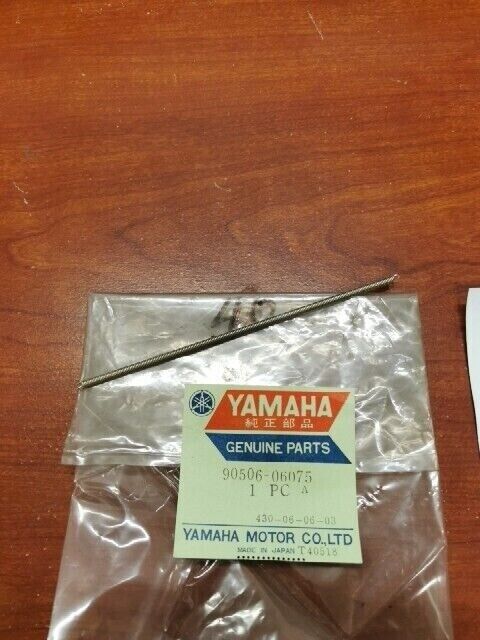 YAMAHA
純正部品
GENUINE PARTS
90506-06075
1 PC A
430-06-06-03
YAMAHA MOTOR CO.,LTD
MADE IN JAPAN T40518